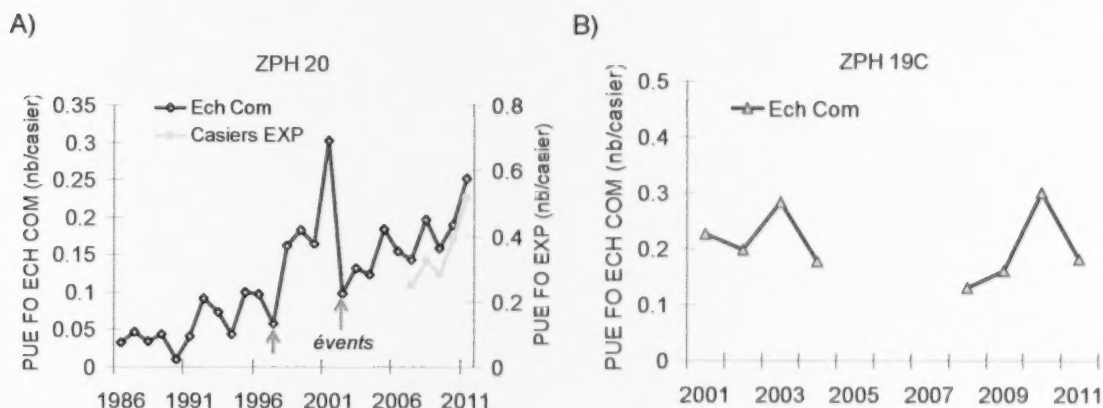 A)
ZPH 20
Ech Com
Casiers EXP
PUE FO ECH COM (nb/casier)
0.35
0.3
0.25
0.2
0.15
0.1
0.05
0
0.8
0.6
0.4
0.2
0
PUE FO EXP (nb/casier)
évents
1986 1991 1996 2001 2006 2011
B)
ZPH 19C
Ech Com
PUE FO ECH COM (nb/casier)
0.5
0.4
0.3
0.2
0.1
0
2001 2003 2005 2007 2009 2011